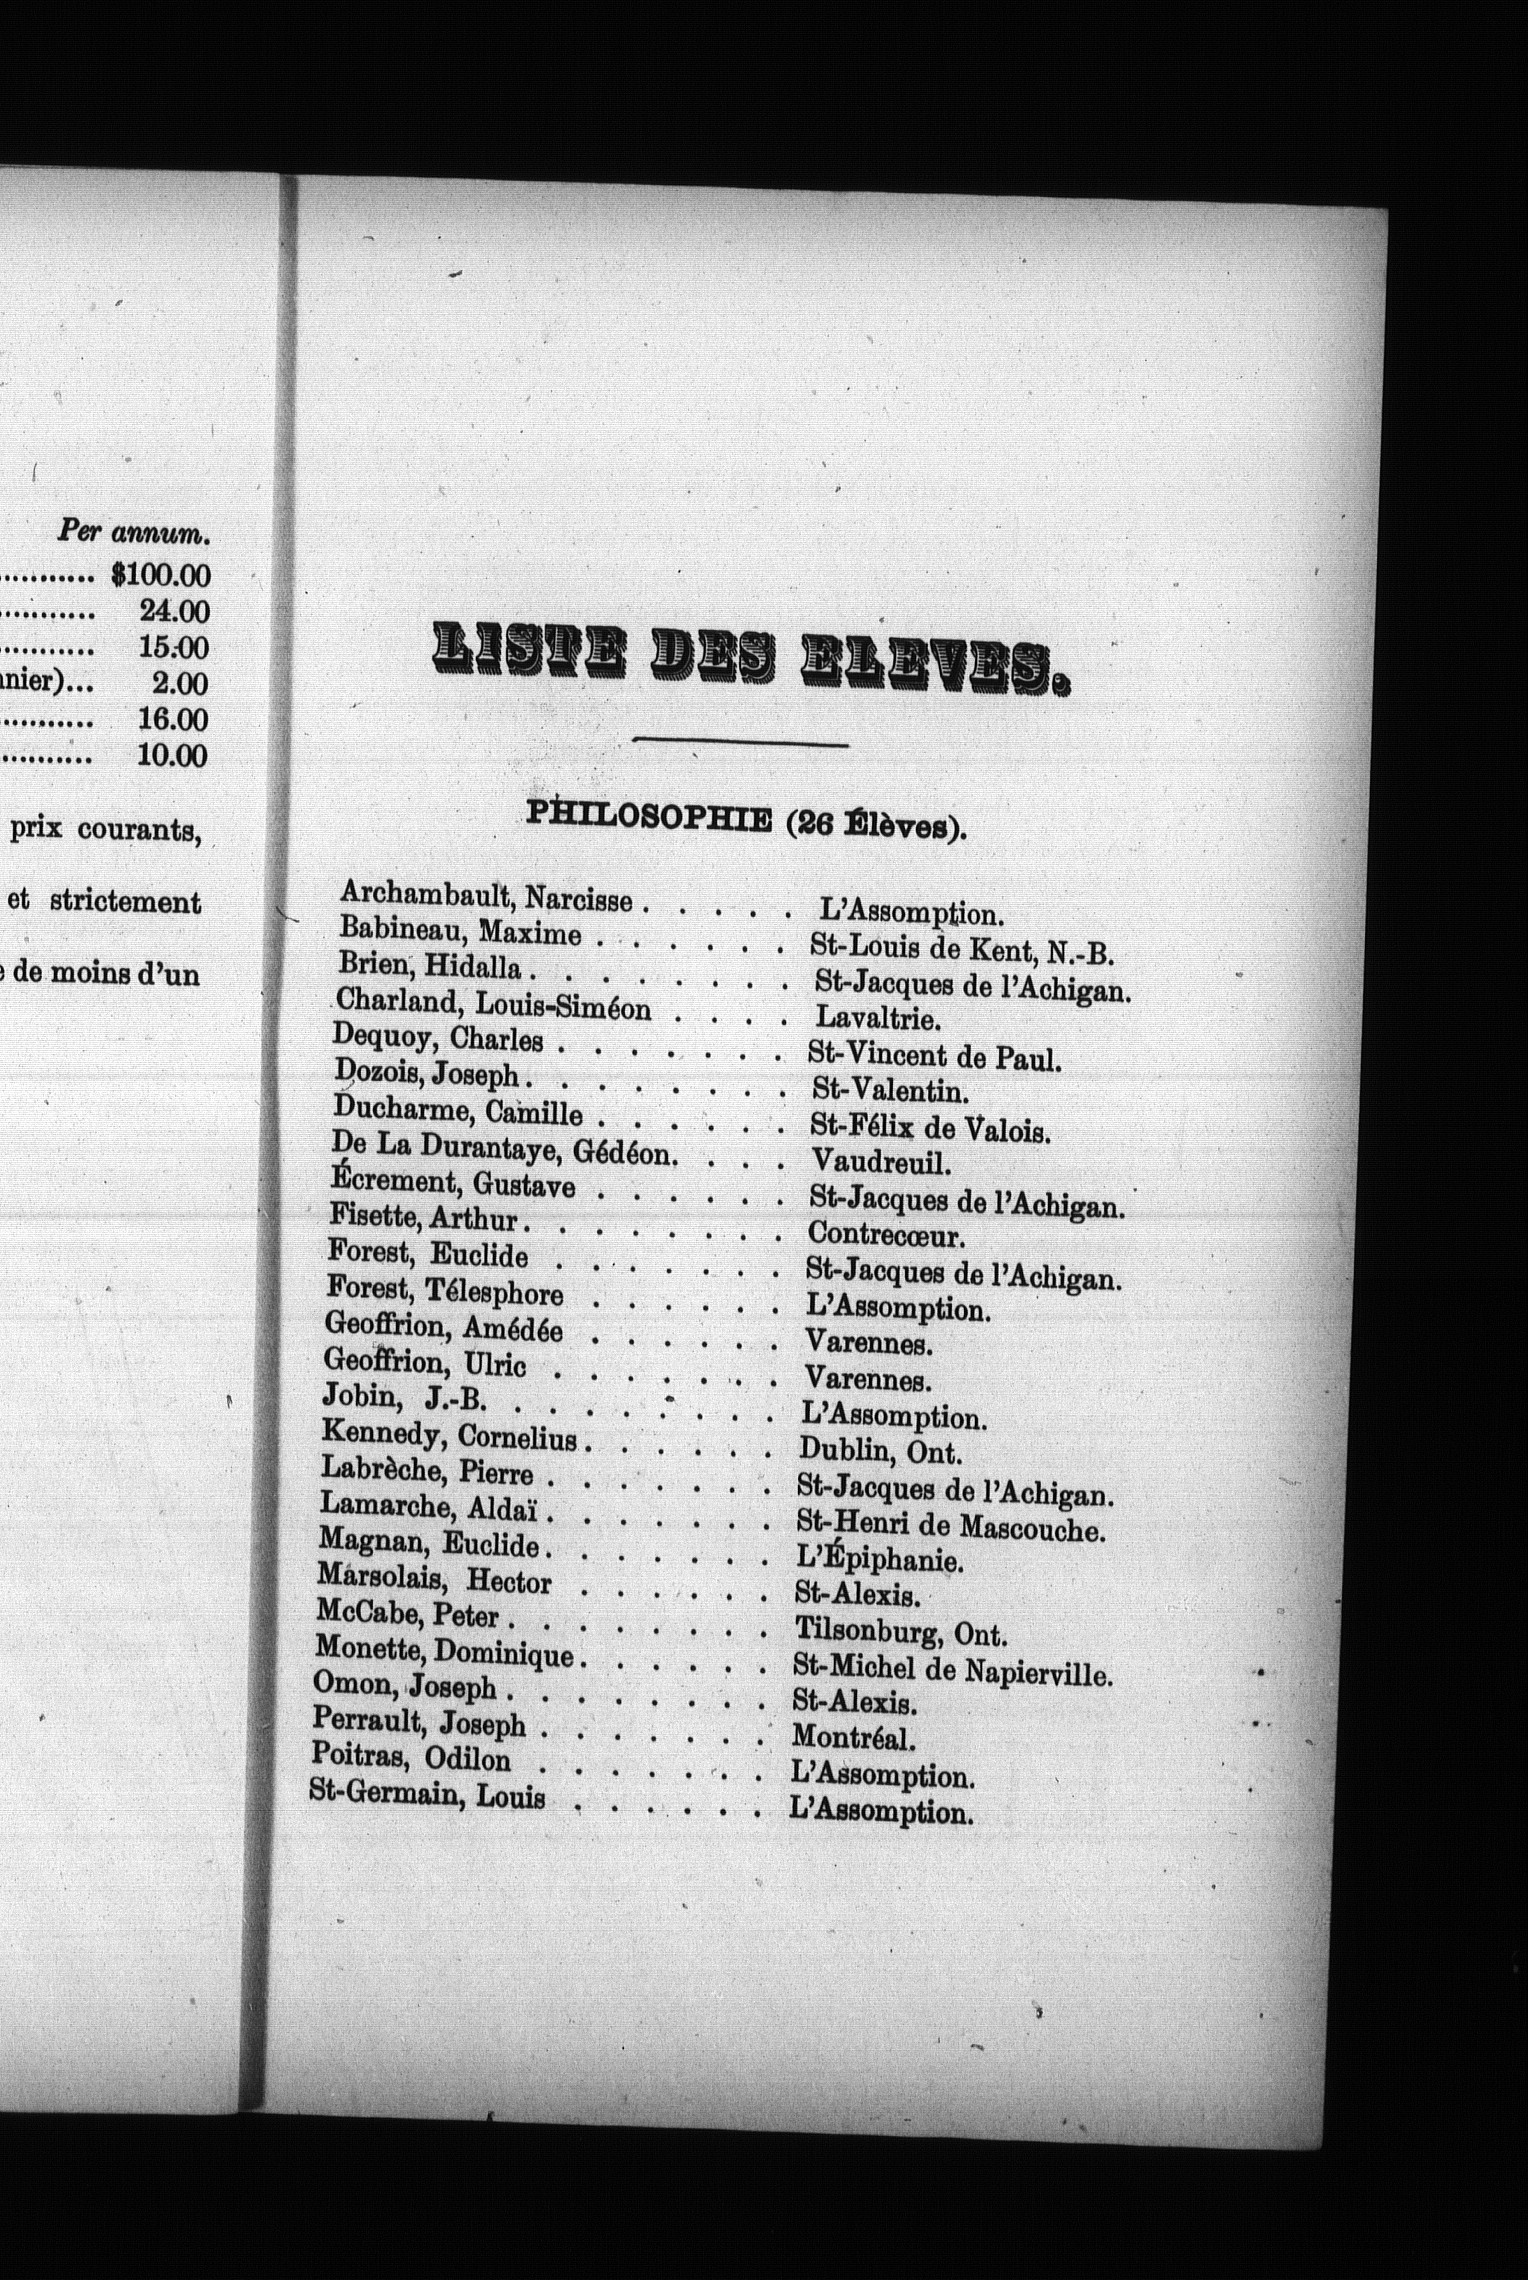 Per annum.
........... $100.00
........... 24.00
........... 15.00
nier)... 2.00
........... 16.00
........... 10.00
prix courants,
et strictement
de moins d'un
LISTE DES ELEVES.
PHILOSOPHIE (26 Élèves).
Archambault, Narcisse . . . . . L'Assomption.
Babineau, Maxime . . . . . . St-Louis de Kent, N.-B.
Brien, Hidalla . . . . . . . . St-Jacques de l'Achigan.
Charland, Louis-Siméon . . . . Lavaltrie.
Dequoy, Charles . . . . . . . St-Vincent de Paul.
Dozois, Joseph . . . . . . . . St-Valentin.
Ducharme, Camille . . . . . . St-Félix de Valois.
De La Durantaye, Gédéon. . . . Vaudreuil.
Écrement, Gustave . . . . . . St-Jacques de l'Achigan.
Fisette, Arthur . . . . . . . . Contrecœur.
Forest, Euclide . . . . . . . St-Jacques de l'Achigan.
Forest, Télesphore . . . . . . L'Assomption.
Geoffrion, Amédée . . . . . . Varennes.
Geoffrion, Ulric . . . . . . . Varennes.
Jobin, J.-B. . . . . . . . . L'Assomption.
Kennedy, Cornelius . . . . . . Dublin, Ont.
Labrèche, Pierre . . . . . . . St-Jacques de l'Achigan.
Lamarche, Aldaï . . . . . . . St-Henri de Mascouche.
Magnan, Euclide . . . . . . . L'Épiphanie.
Marsolais, Hector . . . . . . St-Alexis.
McCabe, Peter . . . . . . . . Tilsonburg, Ont.
Monette, Dominique . . . . . . St-Michel de Napierville.
Omon, Joseph . . . . . . . . St-Alexis.
Perrault, Joseph . . . . . . . Montréal.
Poitras, Odilon . . . . . . . L'Assomption.
St-Germain, Louis . . . . . . L'Assomption.